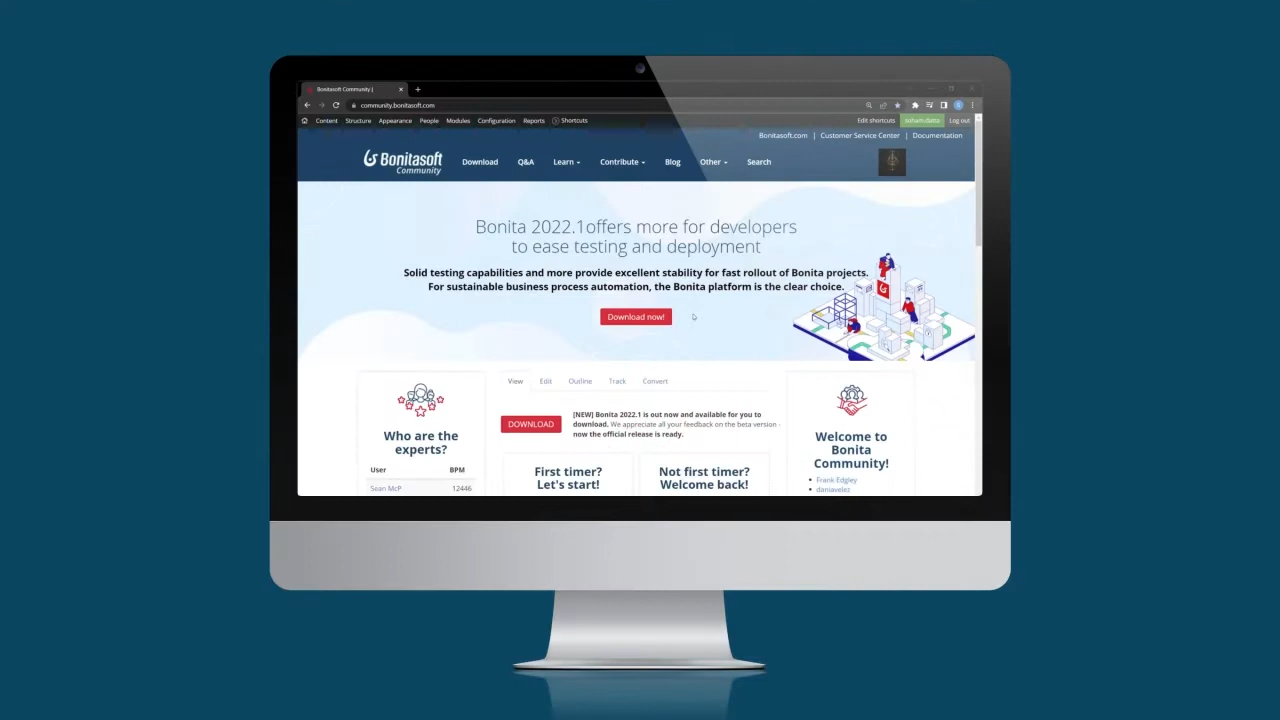 Bonitasoft Community |
community.bonitasoft.com
Content Structure Appearance People Modules Configuration Reports Shortcuts Edit shortcuts soham.datta Log out
Bonitasoft.com | Customer Service Center | Documentation
Bonitasoft
Community
Download Q&A Learn Contribute Blog Other Search
Bonita 2022.1offers more for developers
to ease testing and deployment
Solid testing capabilities and more provide excellent stability for fast rollout of Bonita projects.
For sustainable business process automation, the Bonita platform is the clear choice.
Download now!
View Edit Outline Track Convert
DOWNLOAD
[NEW] Bonita 2022.1 is out now and available for you to
download. We appreciate all your feedback on the beta version -
now the official release is ready.
Who are the
experts?
User BPM
Sean McP 12446
First timer?
Let's start!
Not first timer?
Welcome back!
Welcome to
Bonita
Community!
Frank Edgley
daniavelez